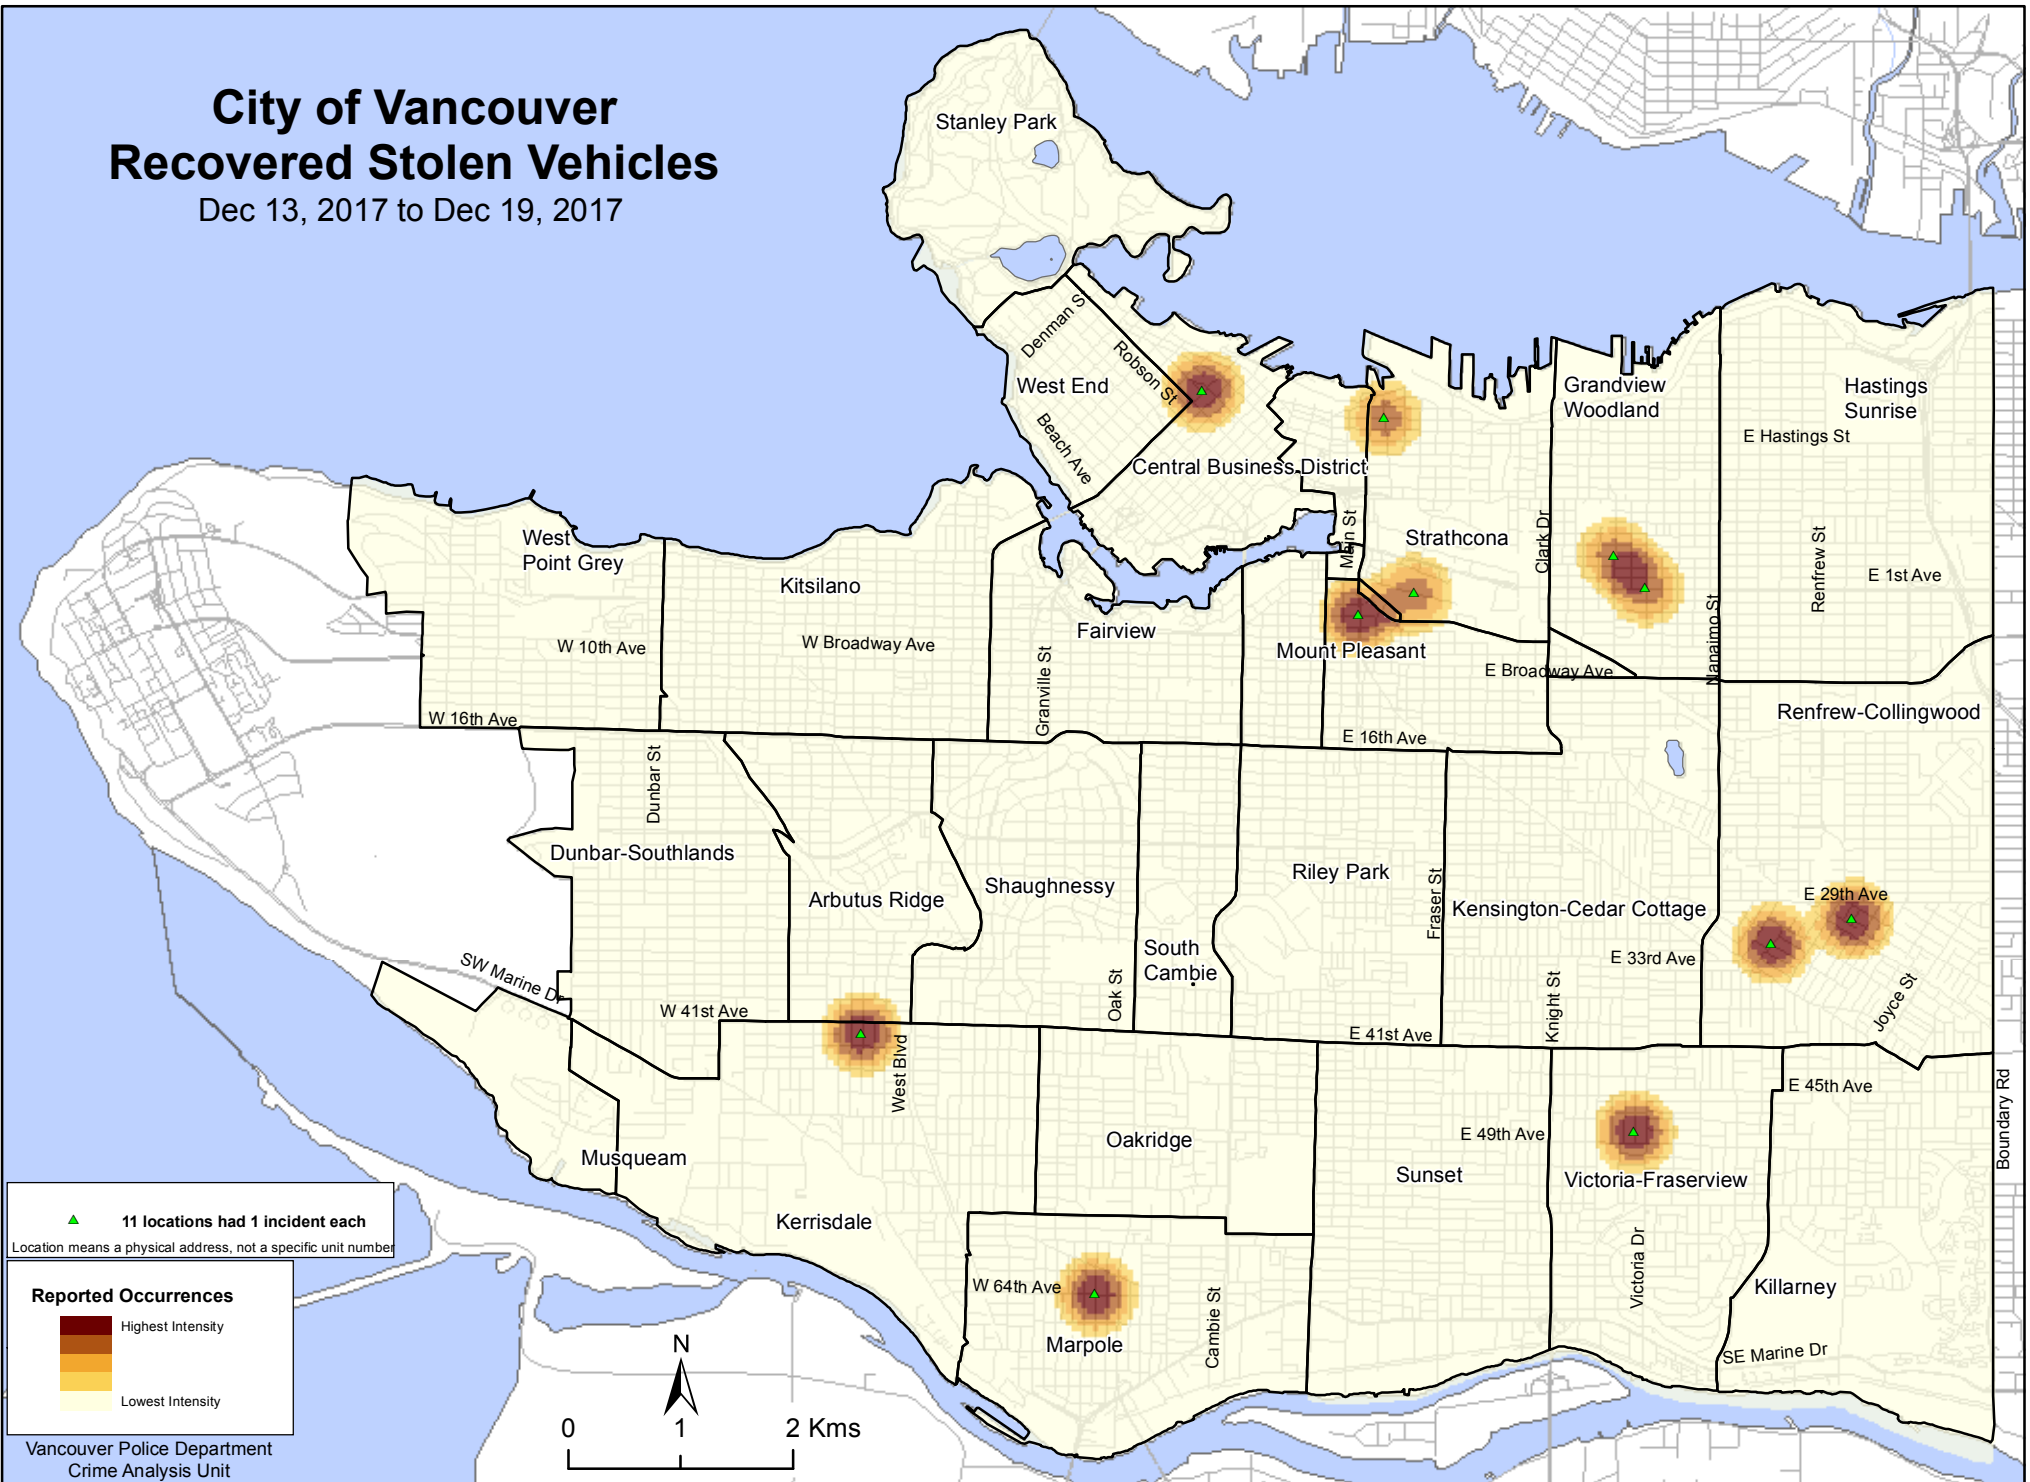 City of Vancouver
Recovered Stolen Vehicles
Dec 13, 2017 to Dec 19, 2017
Stanley Park
Denman S
Robson St
West End
Beach Ave
Central Business District
Grandview
Woodland
Hastings
Sunrise
E Hastings St
Main St
Strathcona
Clark Dr
Renfrew St
E 1st Ave
Nanaimo St
West
Point Grey
Kitsilano
Fairview
W 10th Ave
W Broadway Ave
Granville St
Mount Pleasant
E Broadway Ave
W 16th Ave
E 16th Ave
Renfrew-Collingwood
Dunbar St
Dunbar-Southlands
Arbutus Ridge
Shaughnessy
Riley Park
Fraser St
Kensington-Cedar Cottage
E 29th Ave
South
Cambie
E 33rd Ave
SW Marine Dr
W 41st Ave
Oak St
E 41st Ave
Knight St
Joyce St
West Blvd
E 45th Ave
Boundary Rd
Musqueam
Oakridge
E 49th Ave
Sunset
Victoria-Fraserview
Kerrisdale
Victoria Dr
W 64th Ave
Marpole
Cambie St
Killarney
SE Marine Dr
11 locations had 1 incident each
Location means a physical address, not a specific unit number
Reported Occurrences
Highest Intensity
Lowest Intensity
Vancouver Police Department
Crime Analysis Unit
N
0 1 2 Kms